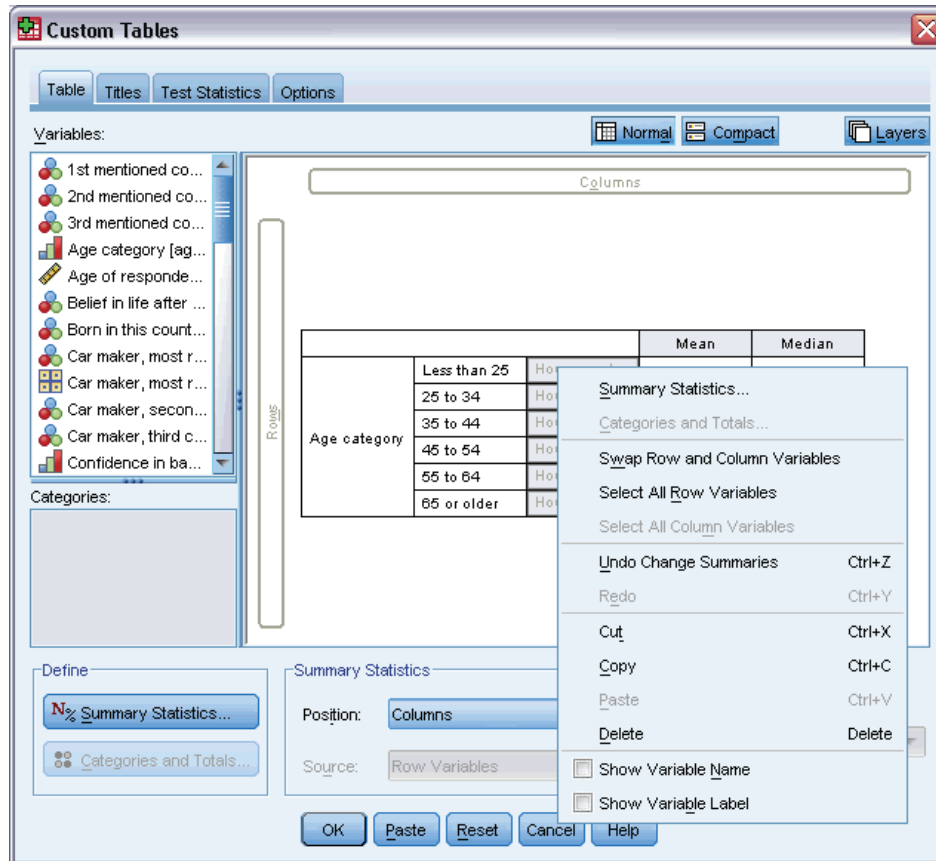 Custom Tables
Table Titles Test Statistics Options
Variables:
Normal Compact Layers
1st mentioned co...
2nd mentioned co...
3rd mentioned co...
Age category [ag...
Age of responde...
Belief in life after ...
Born in this count...
Car maker, most r...
Car maker, most r...
Car maker, secon...
Car maker, third c...
Confidence in ba...
Categories:
Columns
Rows
Mean Median
Age category
Less than 25
25 to 34
35 to 44
45 to 54
55 to 64
65 or older
Summary Statistics...
Categories and Totals...
Swap Row and Column Variables
Select All Row Variables
Select All Column Variables
Undo Change Summaries Ctrl+Z
Redo Ctrl+Y
Cut Ctrl+X
Copy Ctrl+C
Paste Ctrl+V
Delete Delete
Show Variable Name
Show Variable Label
Define
N% Summary Statistics...
Categories and Totals...
Summary Statistics
Position: Columns
Source: Row Variables
OK Paste Reset Cancel Help